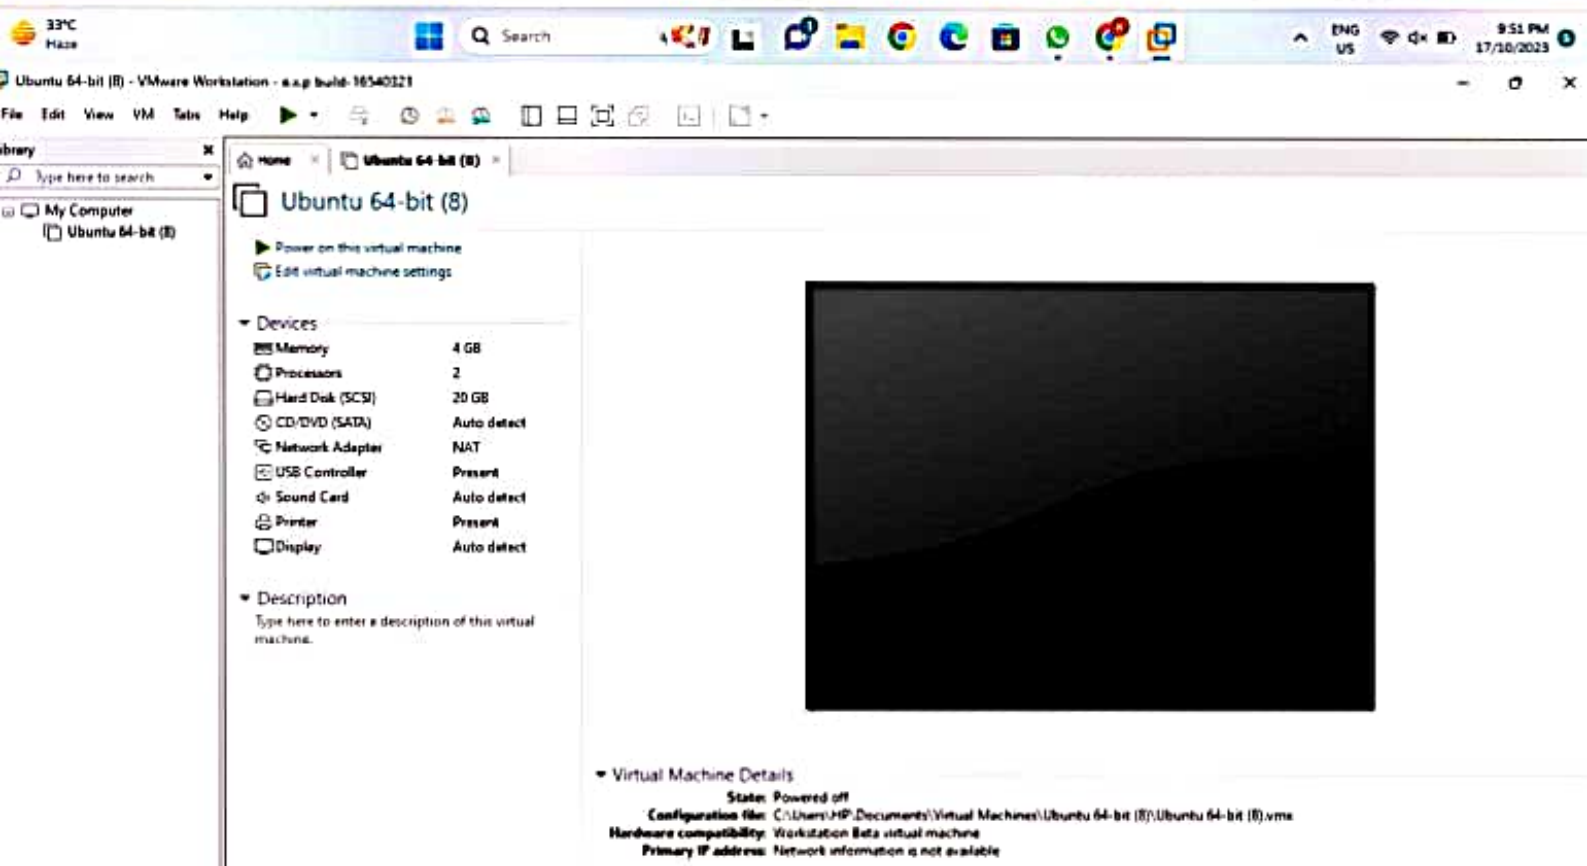 33°C
Haze
Search
ENG
US
9:51 PM
17/10/2023
Ubuntu 64-bit (8) - VMware Workstation - e.x.p build-16540321
File Edit View VM Tabs Help
ibrary
Type here to search
My Computer
Ubuntu 64-bit (8)
Home
Ubuntu 64-bit (8)
Ubuntu 64-bit (8)
Power on this virtual machine
Edit virtual machine settings
Devices
Memory 4 GB
Processors 2
Hard Disk (SCSI) 20 GB
CD/DVD (SATA) Auto detect
Network Adapter NAT
USB Controller Present
Sound Card Auto detect
Printer Present
Display Auto detect
Description
Type here to enter a description of this virtual
machine.
Virtual Machine Details
State: Powered off
Configuration file: C:\Users\HP\Documents\Virtual Machines\Ubuntu 64-bit (8)\Ubuntu 64-bit (8).vmx
Hardware compatibility: Workstation Beta virtual machine
Primary IP address: Network information is not available